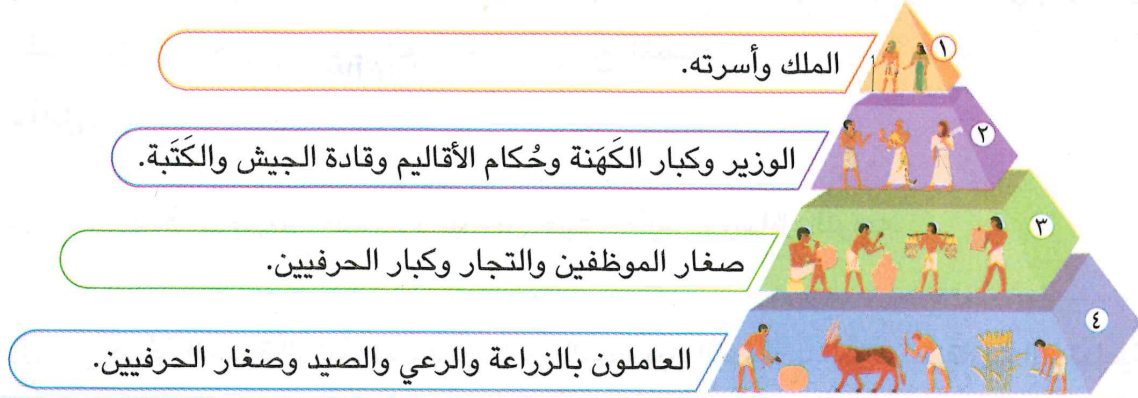 ١
الملك وأسرته.
٢
الوزير وكبار الكَهَنة وحُكام الأقاليم وقادة الجيش والكَتَبة.
٣
صغار الموظفين والتجار وكبار الحرفيين.
٤
العاملون بالزراعة والرعي والصيد وصغار الحرفيين.